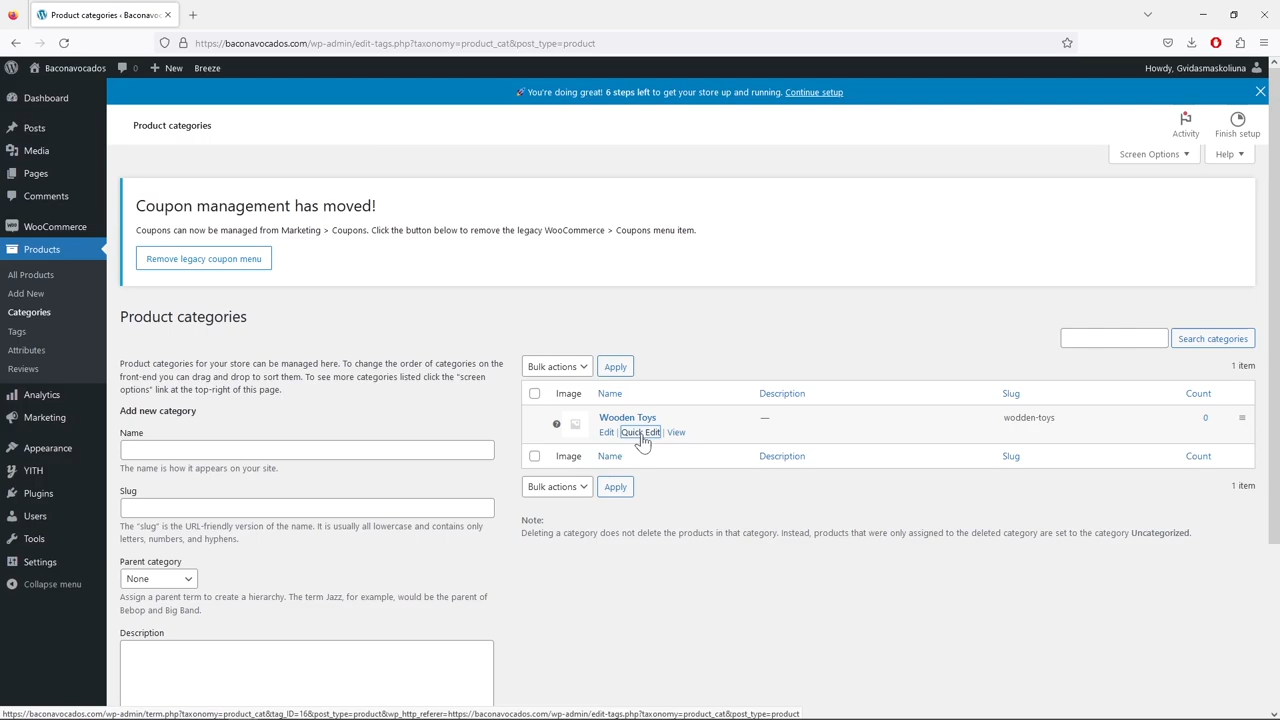 Product categories ‹ Baconavoc
https://baconavocados.com/wp-admin/edit-tags.php?taxonomy=product_cat&post_type=product
Baconavocados 0 New Breeze Howdy, Gvidasmaskoliuna
🚀 You're doing great! 6 steps left to get your store up and running. Continue setup
Product categories
Activity Finish setup
Screen Options Help
Dashboard
Posts
Media
Pages
Comments
WooCommerce
Products
All Products
Add New
Categories
Tags
Attributes
Reviews
Analytics
Marketing
Appearance
YITH
Plugins
Users
Tools
Settings
Collapse menu
Coupon management has moved!
Coupons can now be managed from Marketing > Coupons. Click the button below to remove the legacy WooCommerce > Coupons menu item.
Remove legacy coupon menu
Product categories
Search categories
Product categories for your store can be managed here. To change the order of categories on the
front-end you can drag and drop to sort them. To see more categories listed click the "screen
options" link at the top-right of this page.
Add new category
Name
The name is how it appears on your site.
Slug
The "slug" is the URL-friendly version of the name. It is usually all lowercase and contains only
letters, numbers, and hyphens.
Parent category
None
Assign a parent term to create a hierarchy. The term Jazz, for example, would be the parent of
Bebop and Big Band.
Description
Bulk actions Apply 1 item
Image Name Description Slug Count
Wooden Toys — wodden-toys 0
Edit | Quick Edit | View
Image Name Description Slug Count
Bulk actions Apply 1 item
Note:
Deleting a category does not delete the products in that category. Instead, products that were only assigned to the deleted category are set to the category Uncategorized.
https://baconavocados.com/wp-admin/term.php?taxonomy=product_cat&tag_ID=16&post_type=product&wp_http_referer=https://baconavocados.com/wp-admin/edit-tags.php?taxonomy=product_cat&post_type=product